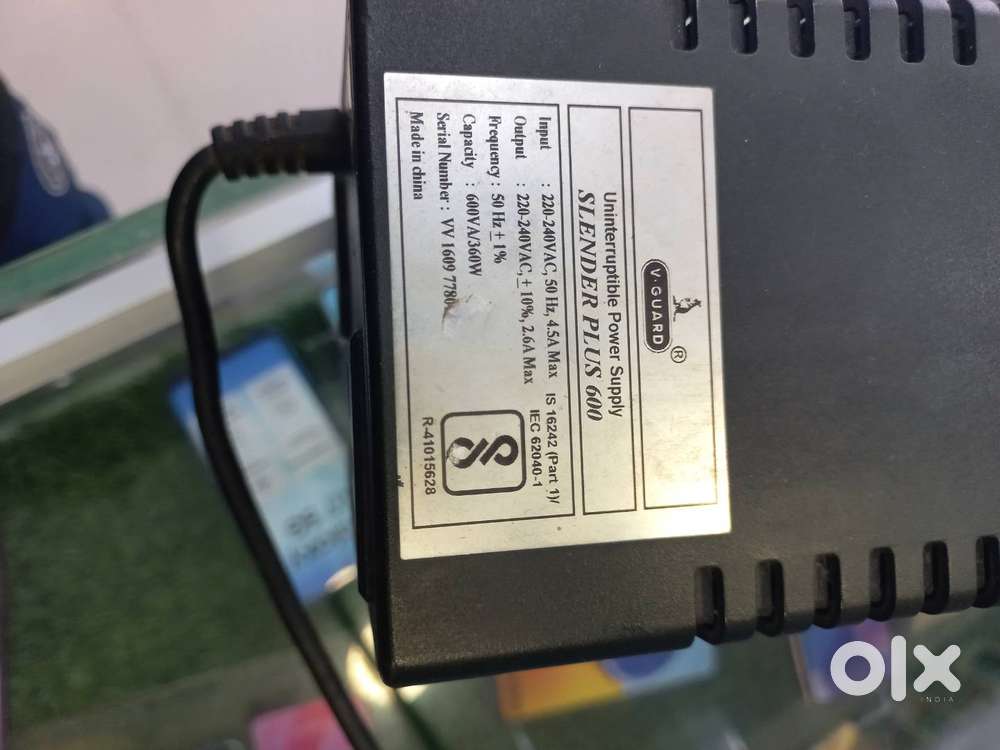 V-GUARD ®
Uninterruptible Power Supply
SLENDER PLUS 600
Input : 220-240VAC, 50 Hz, 4.5A Max
Output : 220-240VAC, ± 10%, 2.6A Max
Frequency : 50 Hz ± 1%
Capacity : 600VA/360W
Serial Number : VV 1609 7780
Made in china
IS 16242 (Part 1)/
IEC 62040-1
R-41015628
OLX
INDIA